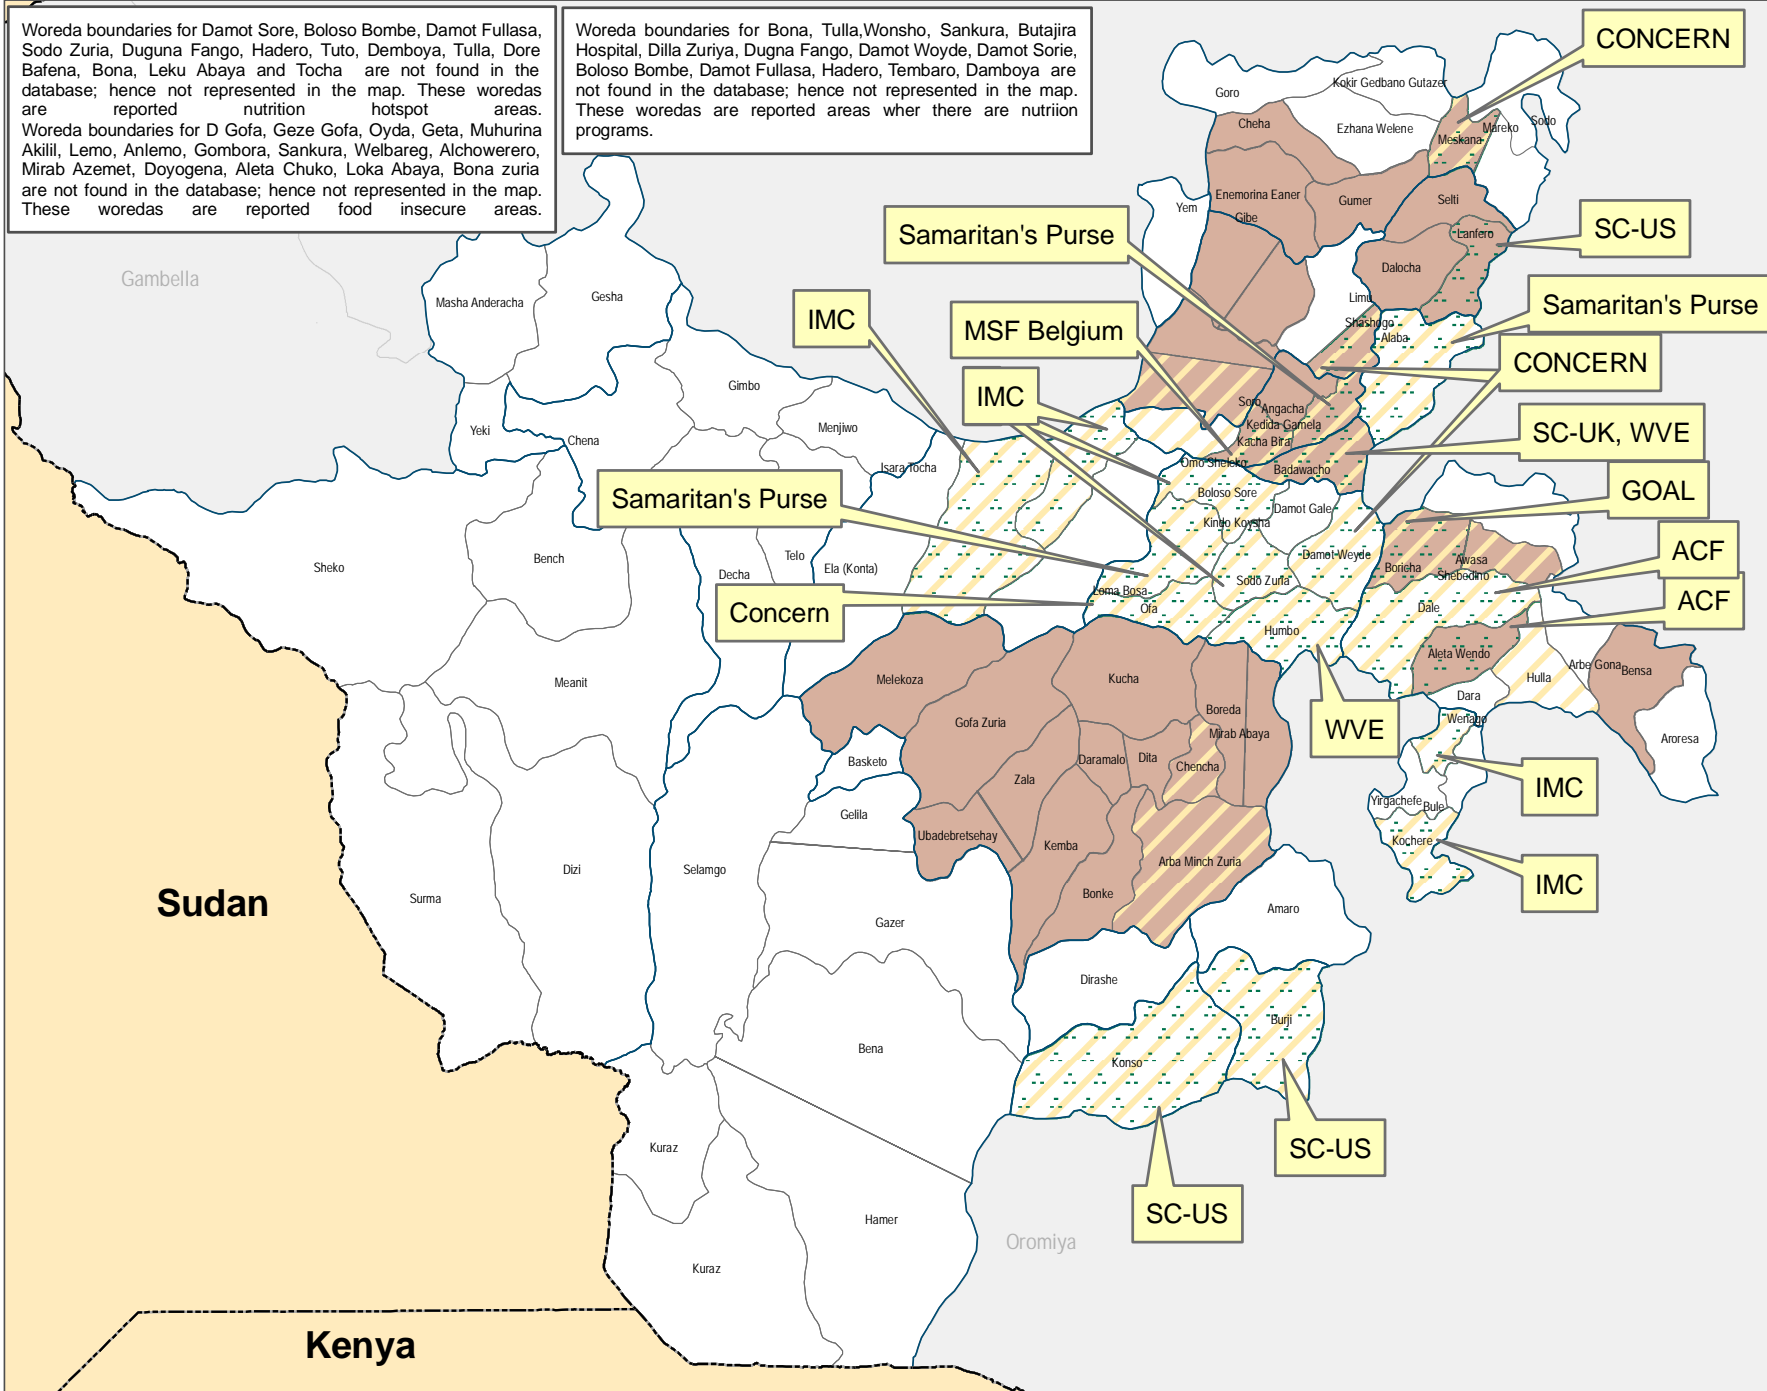 Woreda boundaries for Damot Sore, Boloso Bombe, Damot Fullasa,
Sodo Zuria, Duguna Fango, Hadero, Tuto, Demboya, Tulla, Dore
Bafena, Bona, Leku Abaya and Tocha are not found in the
database; hence not represented in the map. These woredas
are reported nutrition hotspot areas.
Woreda boundaries for D Gofa, Geze Gofa, Oyda, Geta, Muhurina
Akilil, Lemo, Anlemo, Gombora, Sankura, Welbareg, Alchowerero,
Mirab Azemet, Doyogena, Aleta Chuko, Loka Abaya, Bona zuria
are not found in the database; hence not represented in the map.
These woredas are reported food insecure areas.
Woreda boundaries for Bona, Tulla,Wonsho, Sankura, Butajira
Hospital, Dilla Zuriya, Dugna Fango, Damot Woyde, Damot Sorie,
Boloso Bombe, Damot Fullasa, Hadero, Tembaro, Damboya are
not found in the database; hence not represented in the map.
These woredas are reported areas wher there are nutriion
programs.
CONCERN
Kokir Gedbano Gutazer
Goro
Cheha
Ezhana Welene
Meskana
Mareko
Sodo
Enemorina Eaner
Gumer
Selti
Yem
Gibe
Samaritan's Purse
Lanfero
SC-US
Gambella
Dalocha
Masha Anderacha
Gesha
Limu
Samaritan's Purse
IMC
MSF Belgium
Shashogo
Alaba
CONCERN
Gimbo
IMC
Soro
Angacha
Menjiwo
Kedida Gamela
Yeki
Chena
Kacha Bira
SC-UK, WVE
Isara Tocha
Omo Sheleko
Badawacho
Samaritan's Purse
Boloso Sore
GOAL
Damot Gale
Kindo Koysha
Bench
Telo
Damot Weyde
Awasa
ACF
Sheko
Decha
Ela (Konta)
Boricha
Shebedino
Sodo Zuria
Loma Bosa
Concern
Ofa
Dale
ACF
Humbo
Aleta Wendo
Arbe Gona
Bensa
Melekoza
Kucha
Hulla
Meanit
Dara
Boreda
Gofa Zuria
Wenago
WVE
Mirab Abaya
Aroresa
Basketo
Daramalo
Dita
Chencha
Zala
IMC
Yirgachefe
Bule
Gelila
Ubadebretsehay
Kochere
Kemba
Arba Minch Zuria
Selamgo
Dizi
IMC
Surma
Bonke
Sudan
Amaro
Gazer
Dirashe
Burji
Bena
Konso
Kuraz
SC-US
SC-US
Hamer
Oromiya
Kuraz
Kenya